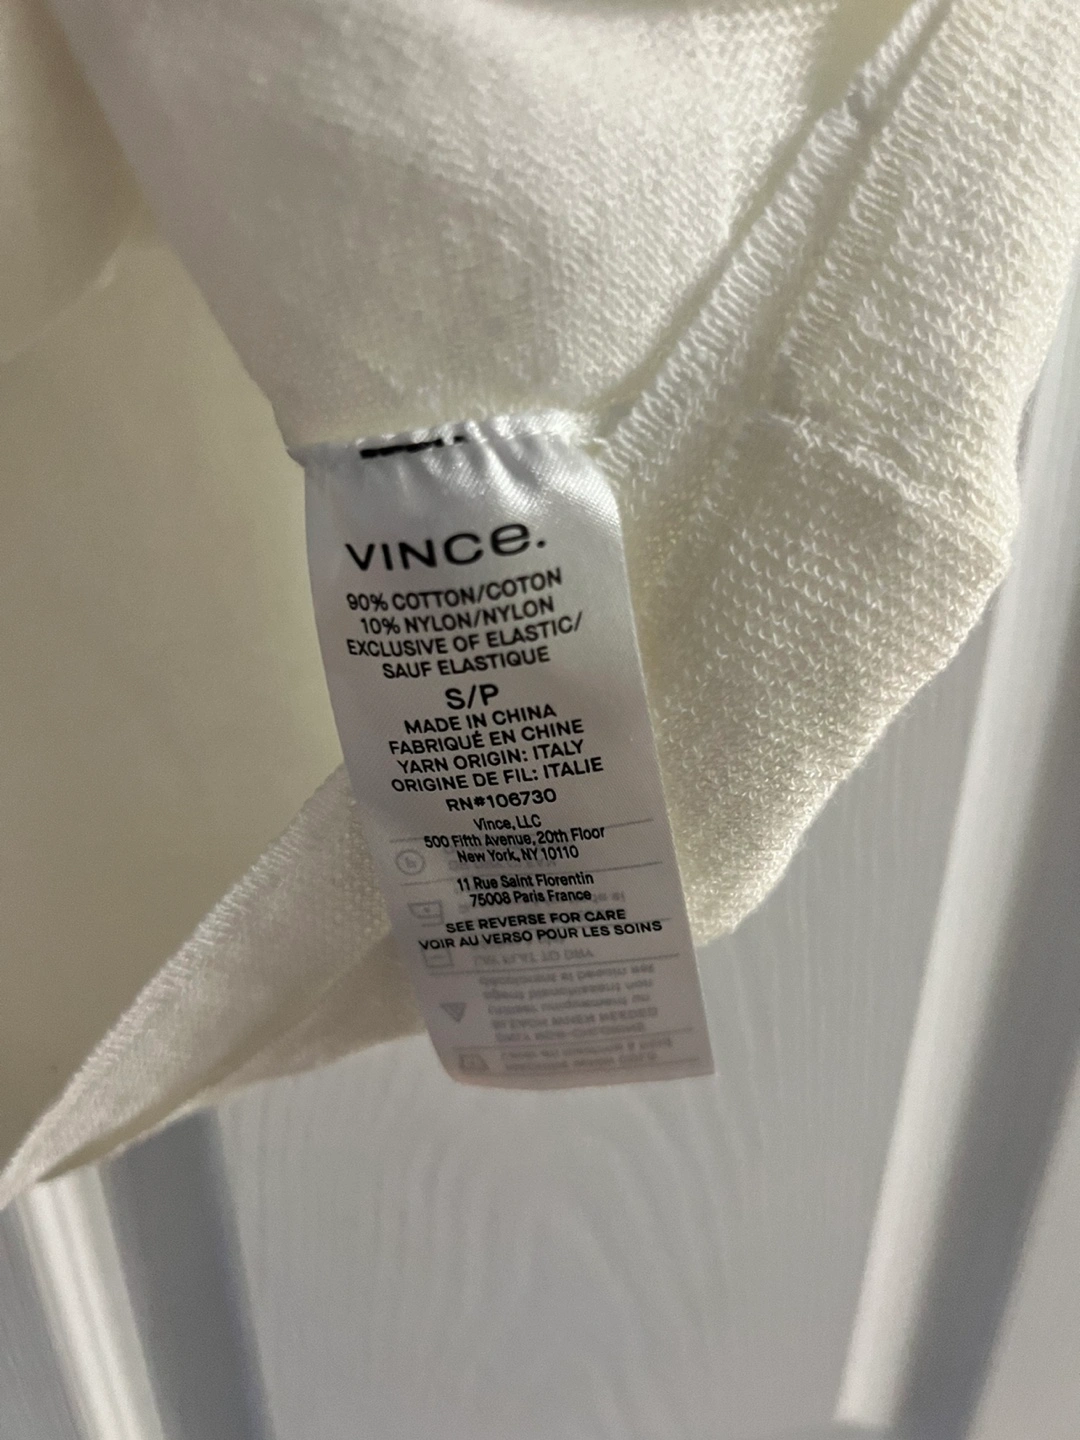 VINCE.
90% COTTON/COTON
10% NYLON/NYLON
EXCLUSIVE OF ELASTIC/
SAUF ELASTIQUE
S/P
MADE IN CHINA
FABRIQUÉ EN CHINE
YARN ORIGIN: ITALY
ORIGINE DE FIL: ITALIE
RN#106730
Vince, LLC
500 Fifth Avenue, 20th Floor
New York, NY 10110
11 Rue Saint Florentin
75008 Paris France
SEE REVERSE FOR CARE
VOIR AU VERSO POUR LES SOINS